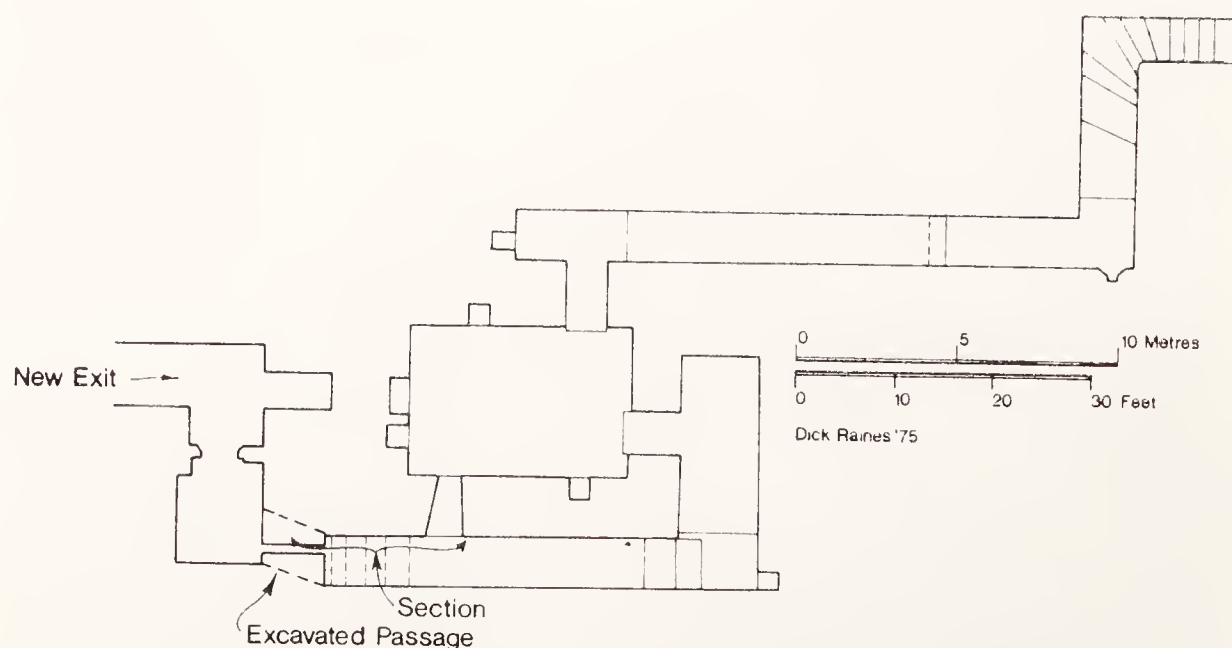 0 5 10 Metres
New Exit
0 10 20 30 Feet
Dick Raines '75
Section
Excavated Passage